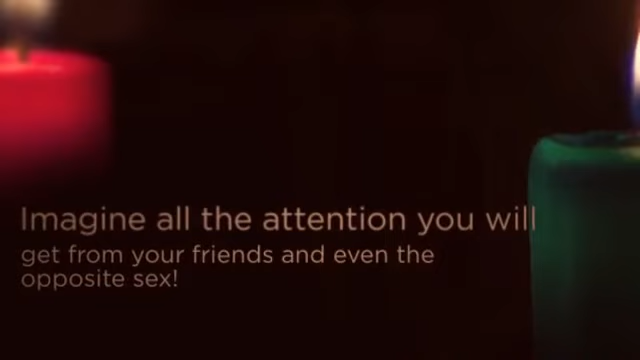 Imagine all the attention you will
get from your friends and even the
opposite sex!